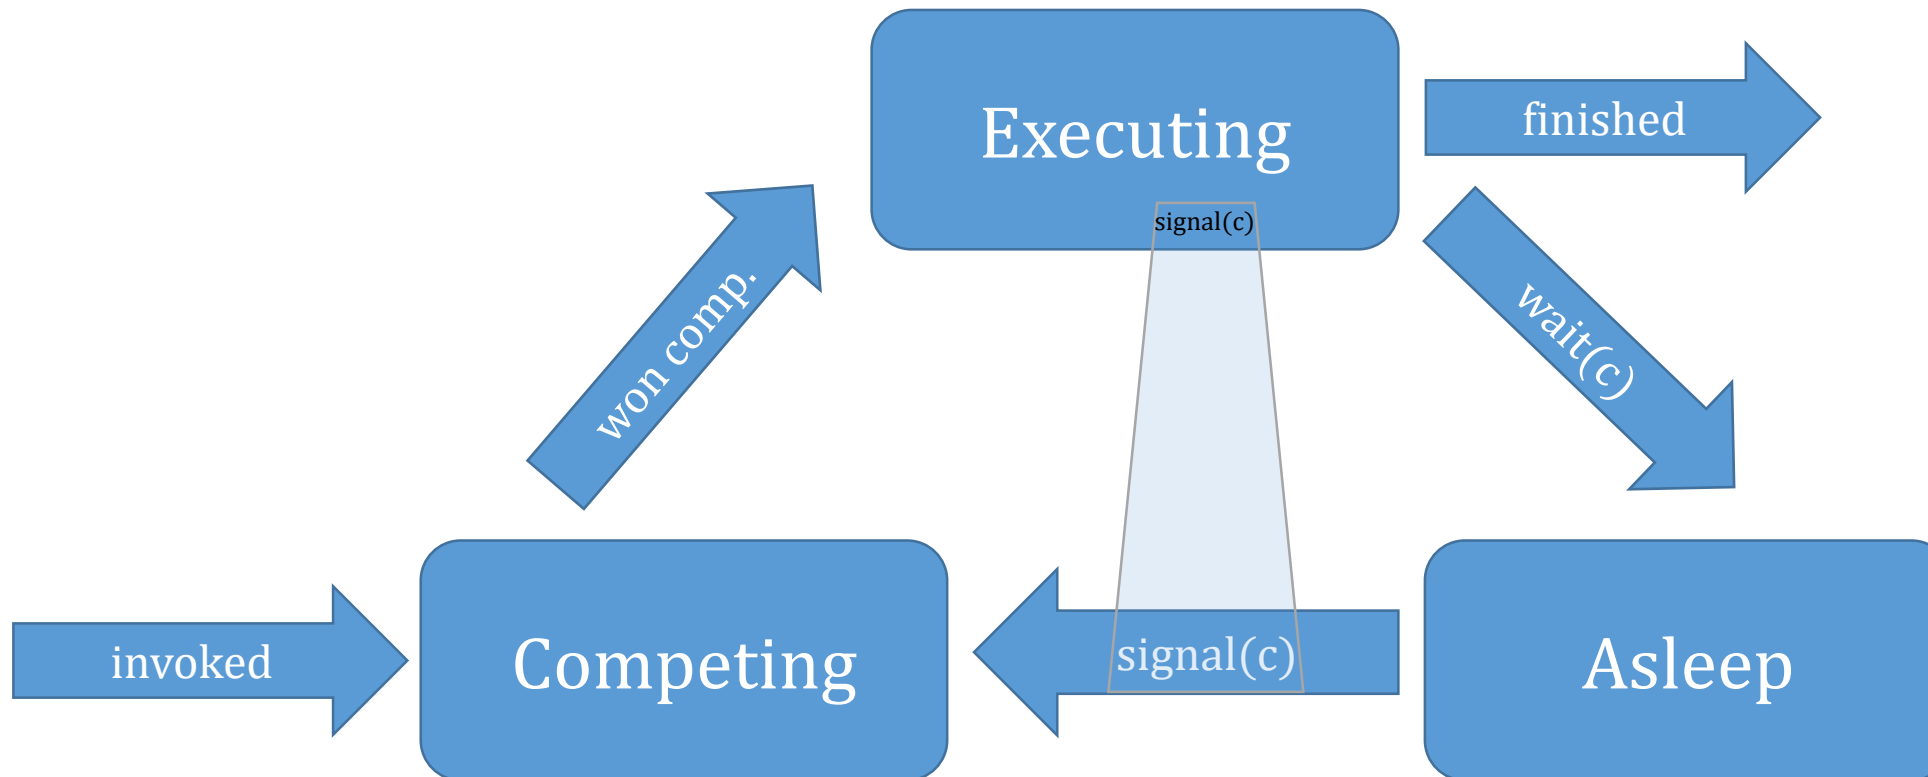 Executing
finished
signal(c)
won comp.
wait(c)
invoked
Competing
signal(c)
Asleep